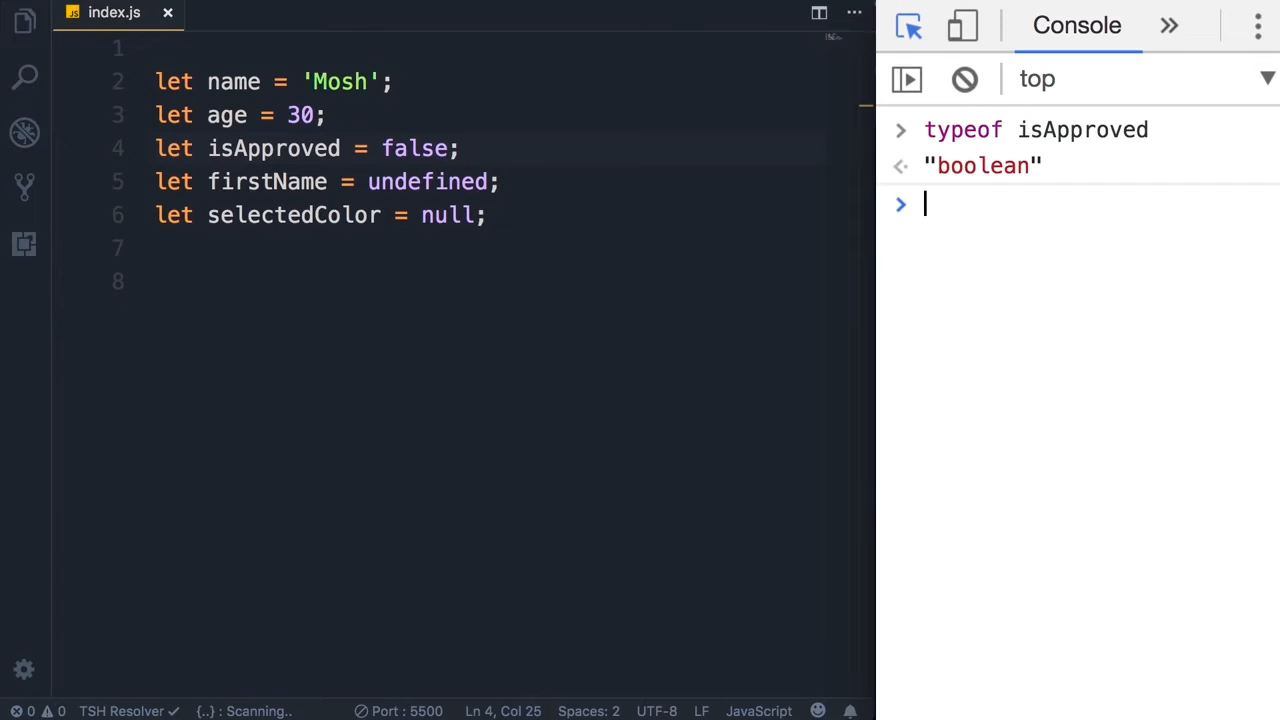 index.js
1
2 let name = 'Mosh';
3 let age = 30;
4 let isApproved = false;
5 let firstName = undefined;
6 let selectedColor = null;
7
8
0 0 TSH Resolver {..} : Scanning.. Port : 5500 Ln 4, Col 25 Spaces: 2 UTF-8 LF JavaScript
Console
top
typeof isApproved
"boolean"